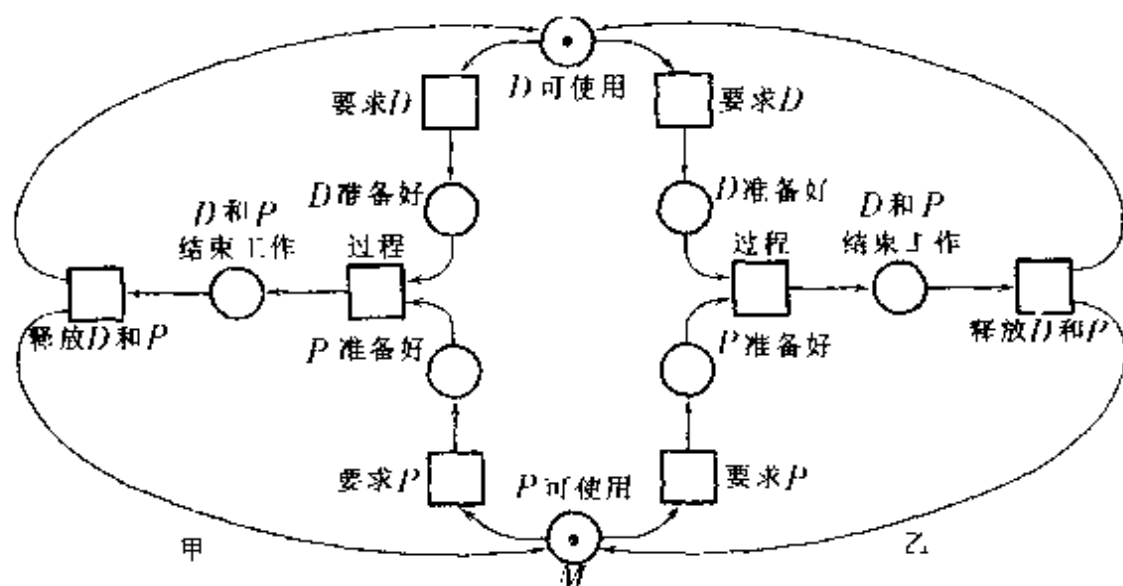 D可使用
要求D
要求D
D准备好
D准备好
D和P
结束工作
过程
过程
D和P
结束工作
释放D和P
释放D和P
P准备好
P准备好
要求P
P可使用
要求P
甲
乙
M